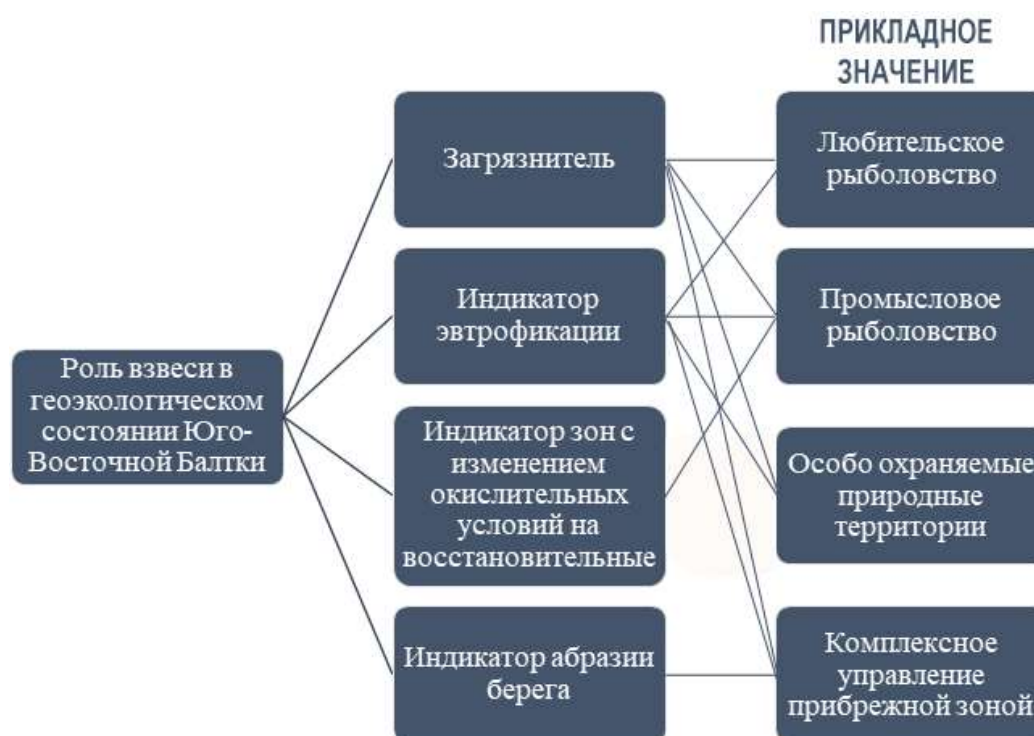 ПРИКЛАДНОЕ
ЗНАЧЕНИЕ
Роль взвеси в
геоэкологическом
состоянии Юго-
Восточной Балтки
Загрязнитель
Индикатор
эвтрофикации
Индикатор зон с
изменением
окислительных
условий на
восстановительные
Индикатор абразии
берега
Любительское
рыболовство
Промысловое
рыболовство
Особо охраняемые
природные
территории
Комплексное
управление
прибрежной зоной